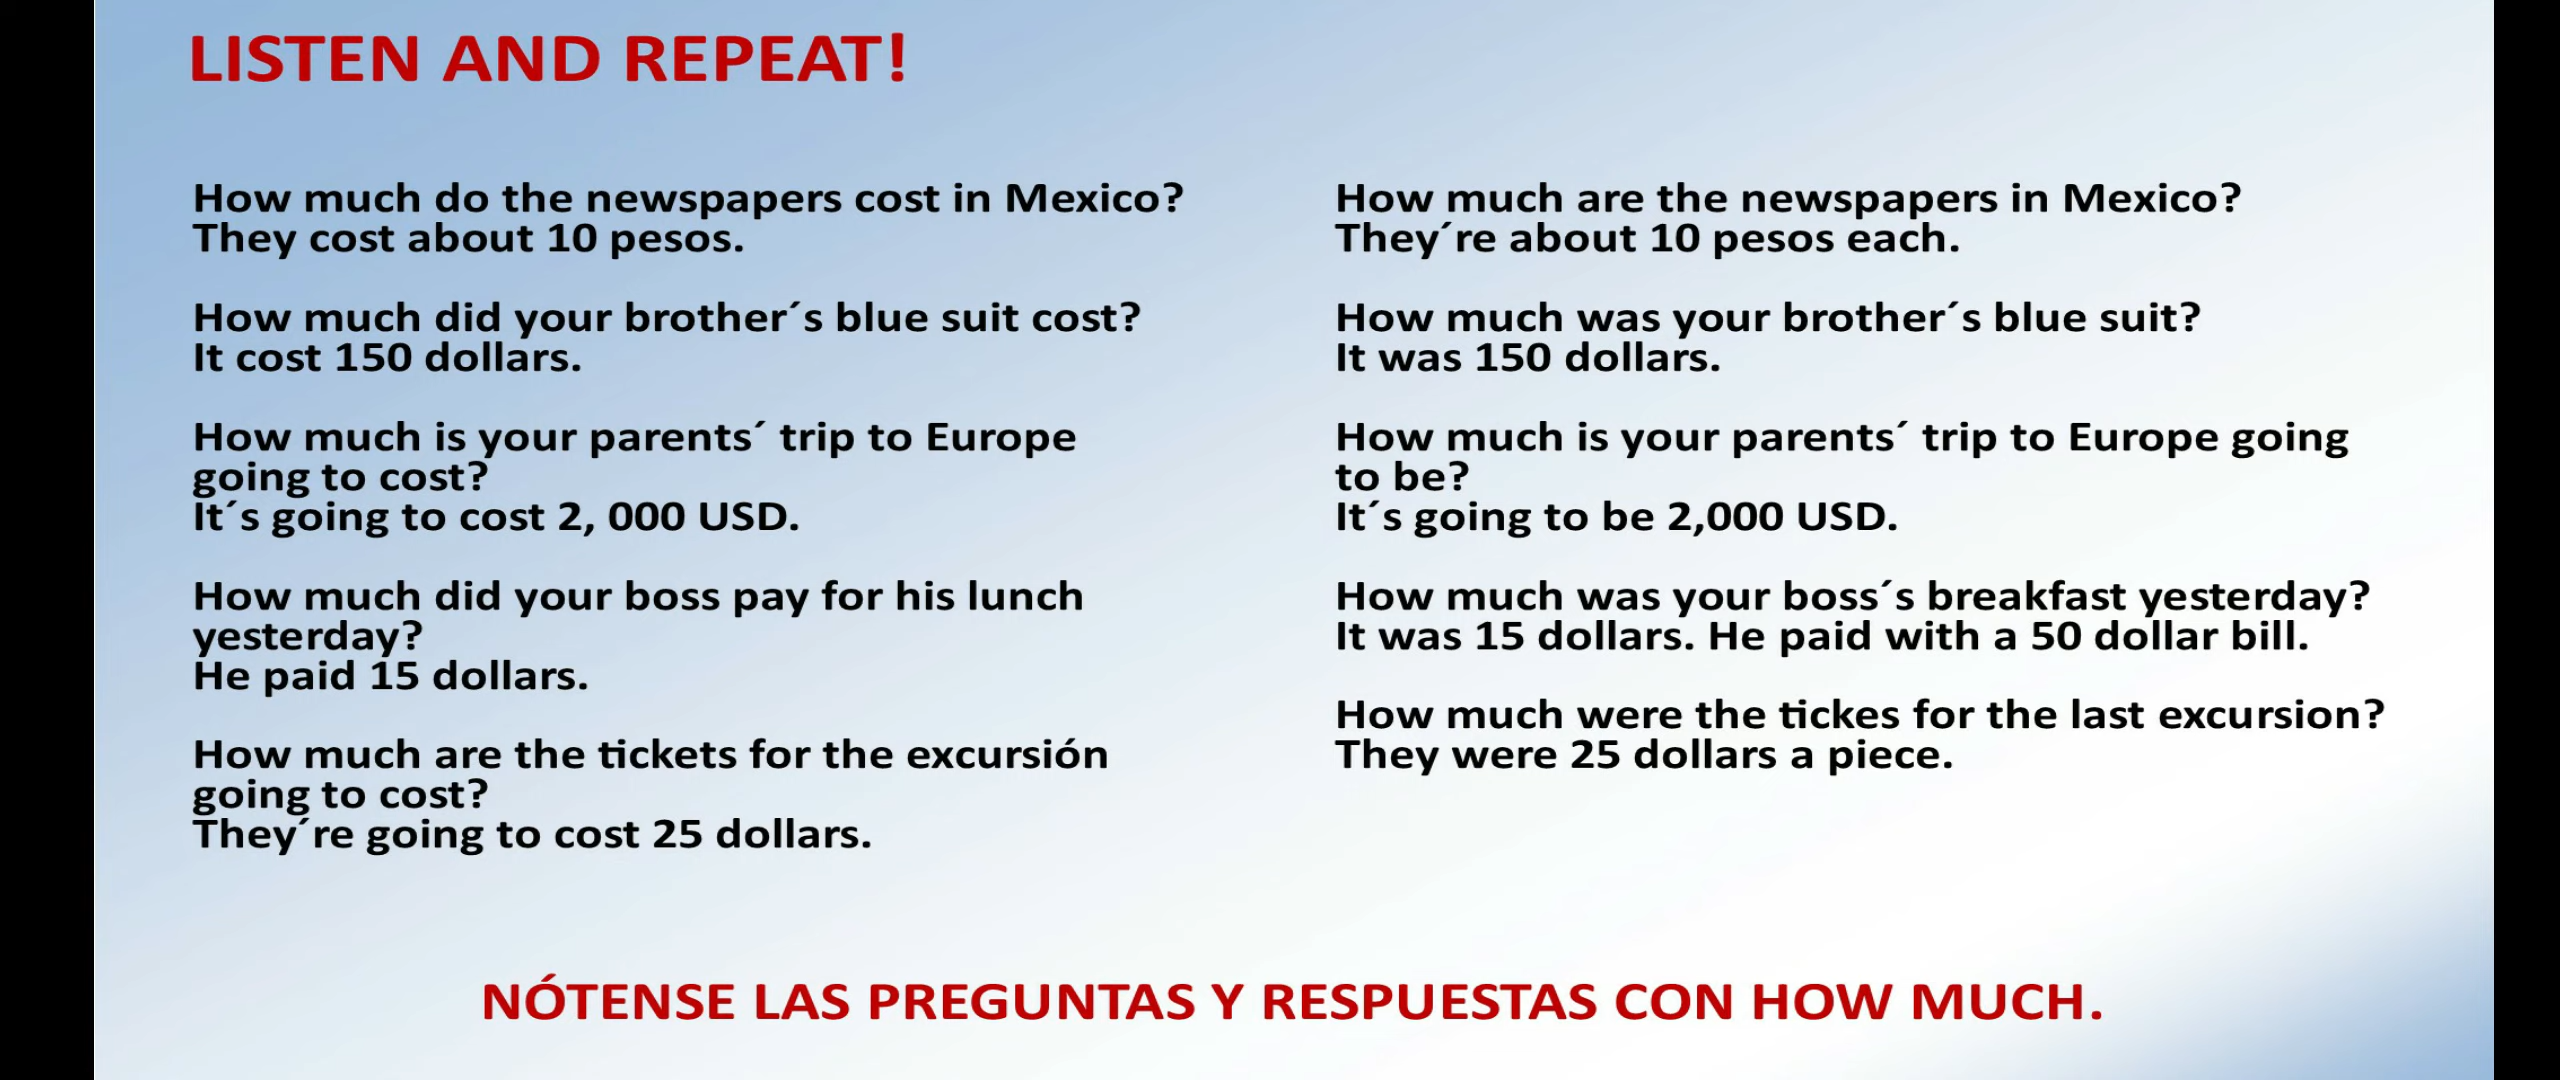 LISTEN AND REPEAT!
How much do the newspapers cost in Mexico?
They cost about 10 pesos.
How much did your brother´s blue suit cost?
It cost 150 dollars.
How much is your parents´ trip to Europe
going to cost?
It´s going to cost 2, 000 USD.
How much did your boss pay for his lunch
yesterday?
He paid 15 dollars.
How much are the tickets for the excursión
going to cost?
They´re going to cost 25 dollars.
How much are the newspapers in Mexico?
They´re about 10 pesos each.
How much was your brother´s blue suit?
It was 150 dollars.
How much is your parents´ trip to Europe going
to be?
It´s going to be 2,000 USD.
How much was your boss´s breakfast yesterday?
It was 15 dollars. He paid with a 50 dollar bill.
How much were the tickes for the last excursion?
They were 25 dollars a piece.
NÓTENSE LAS PREGUNTAS Y RESPUESTAS CON HOW MUCH.